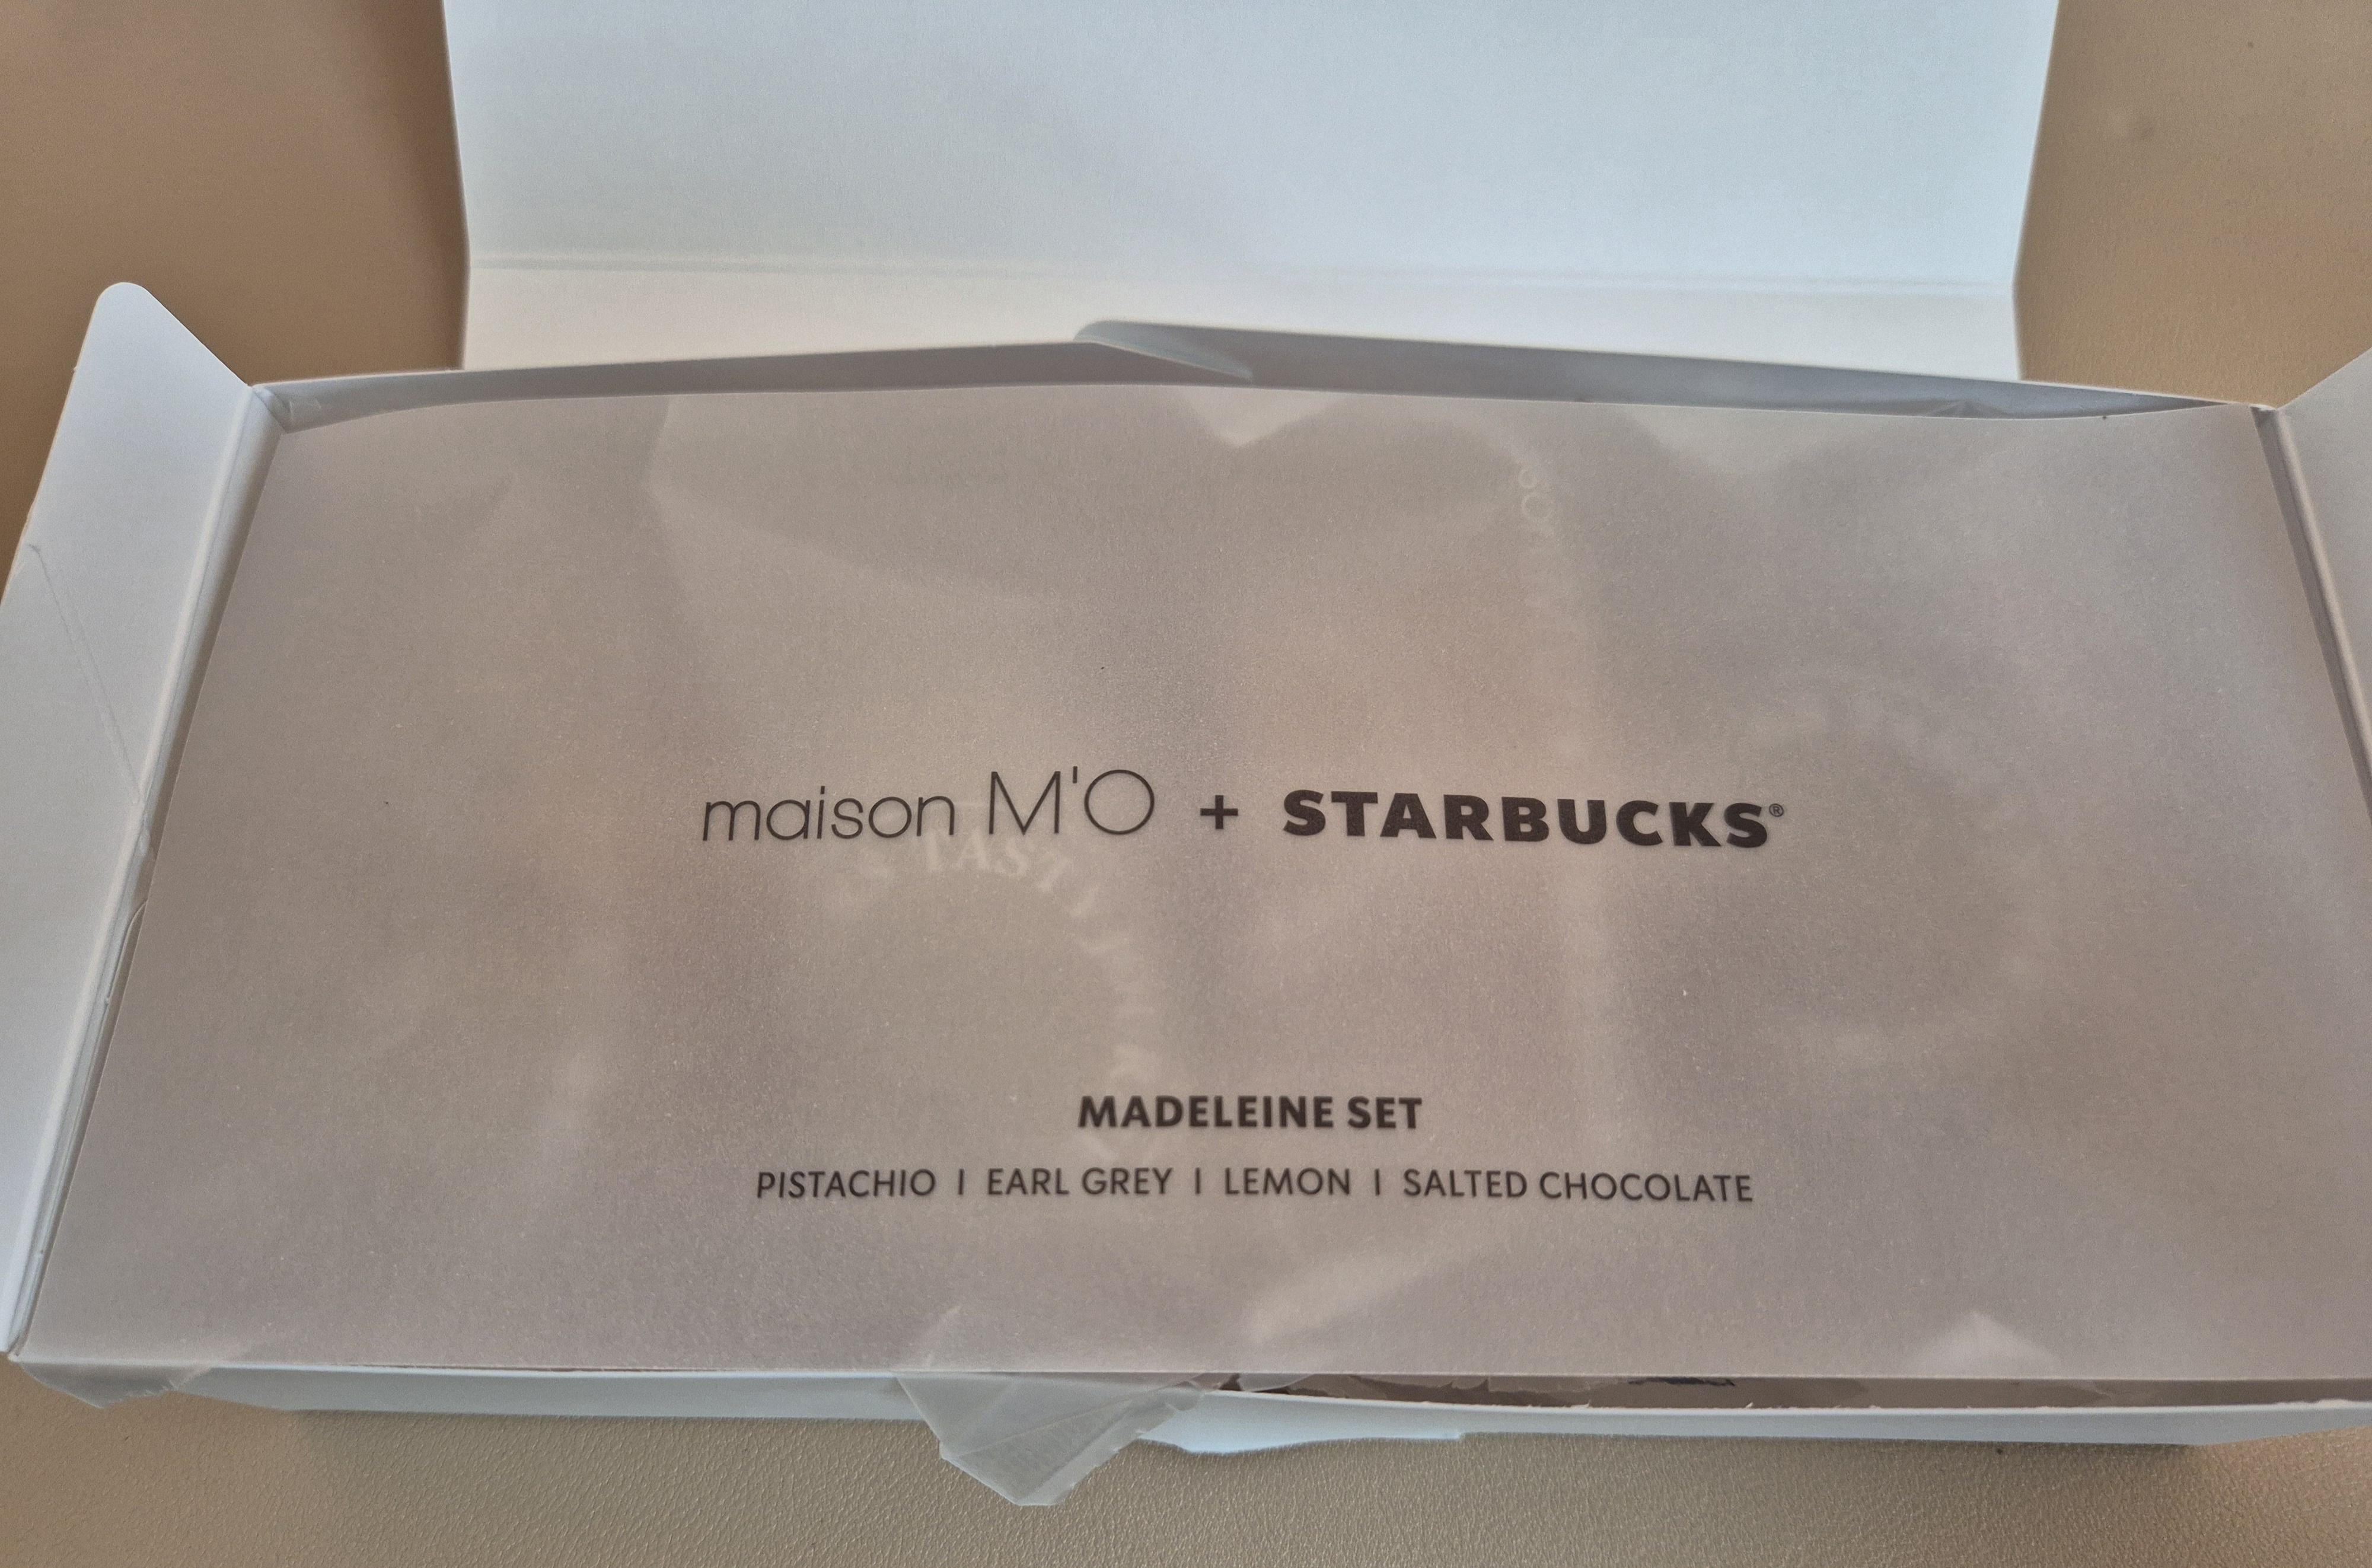 maison M'O + STARBUCKS®
MADELEINE SET
PISTACHIO | EARL GREY | LEMON | SALTED CHOCOLATE